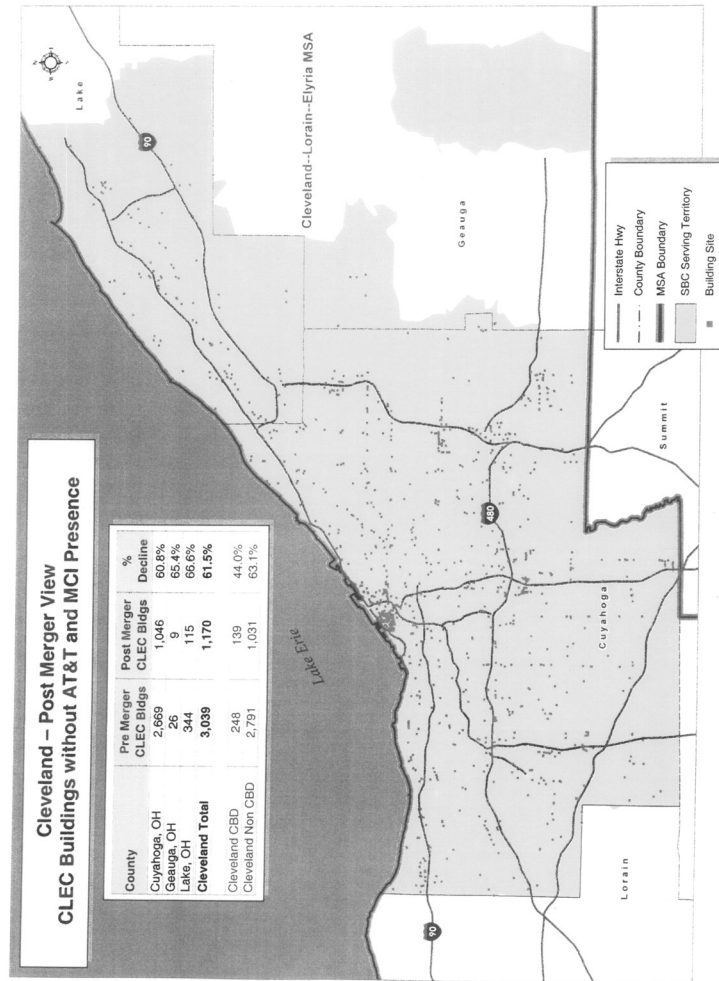 Cleveland – Post Merger View
CLEC Buildings without AT&T and MCI Presence
County Pre Merger CLEC Bldgs Post Merger CLEC Bldgs % Decline
Cuyahoga, OH 2,669 1,046 60.8%
Geauga, OH 26 9 65.4%
Lake, OH 344 115 66.6%
Cleveland Total 3,039 1,170 61.5%
Cleveland CBD 248 139 44.0%
Cleveland Non CBD 2,791 1,031 63.1%
Lake Erie
N
Lake
90
Cleveland--Lorain--Elyria MSA
Geauga
480
Cuyahoga
Summit
90
Lorain
Interstate Hwy
County Boundary
MSA Boundary
SBC Serving Territory
Building Site